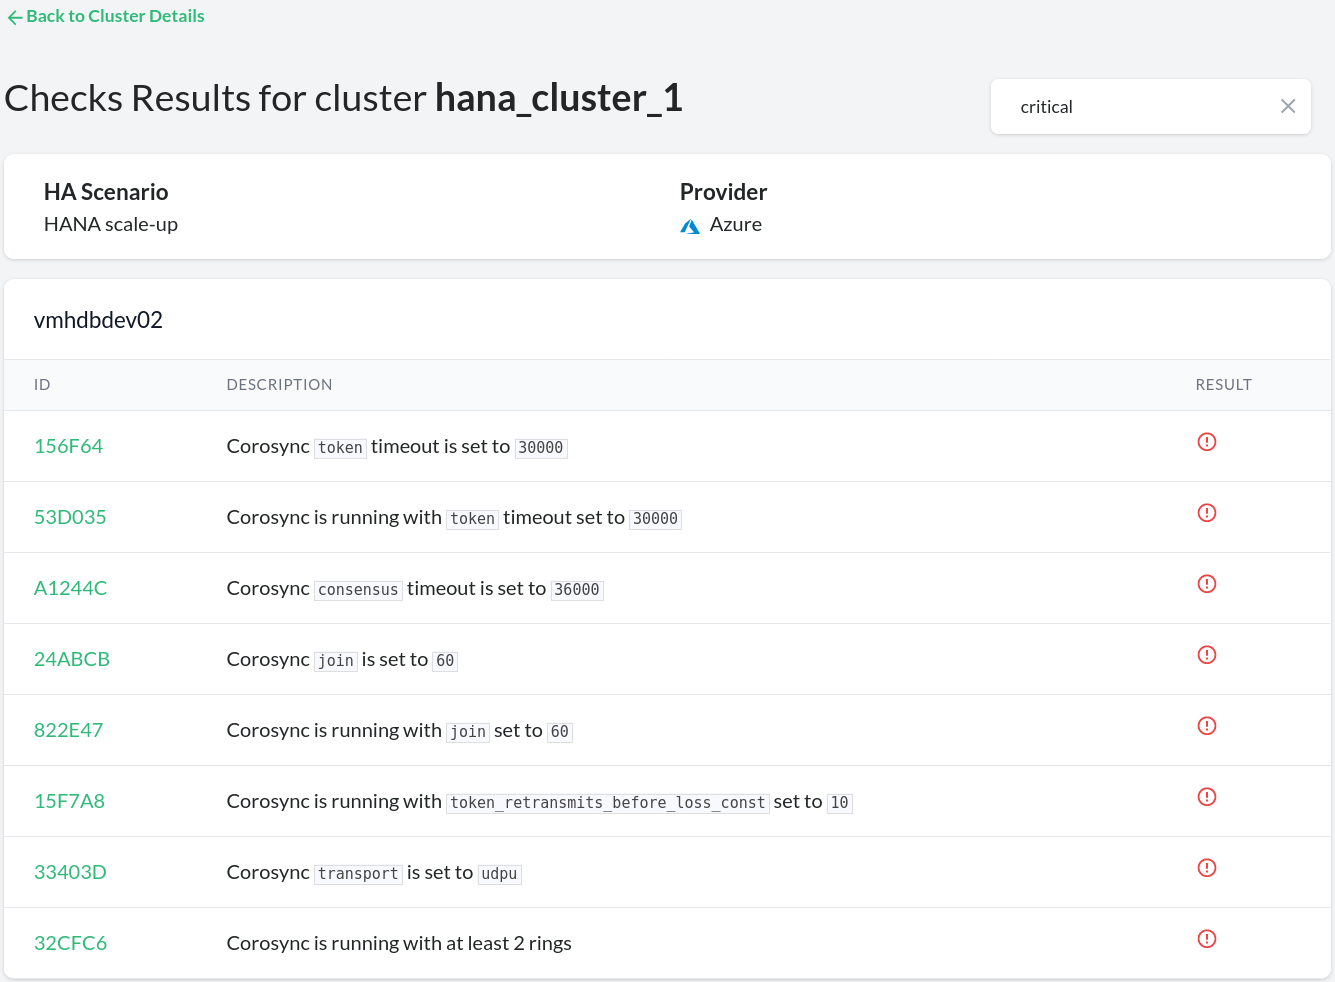 Back to Cluster Details
Checks Results for cluster hana_cluster_1
critical
HA Scenario
HANA scale-up
Provider
Azure
vmhdbdev02
ID DESCRIPTION RESULT
156F64 Corosync token timeout is set to 30000
53D035 Corosync is running with token timeout set to 30000
A1244C Corosync consensus timeout is set to 36000
24ABCB Corosync join is set to 60
822E47 Corosync is running with join set to 60
15F7A8 Corosync is running with token_retransmits_before_loss_const set to 10
33403D Corosync transport is set to udpu
32CFC6 Corosync is running with at least 2 rings